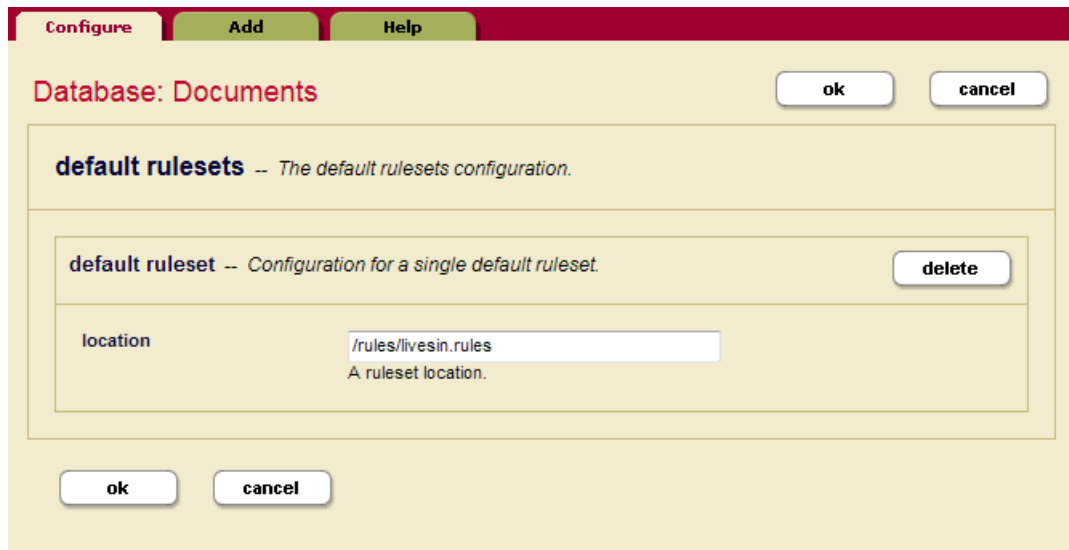 Configure Add Help
Database: Documents ok cancel
default rulesets -- The default rulesets configuration.
default ruleset -- Configuration for a single default ruleset. delete
location /rules/livesin.rules
A ruleset location.
ok cancel